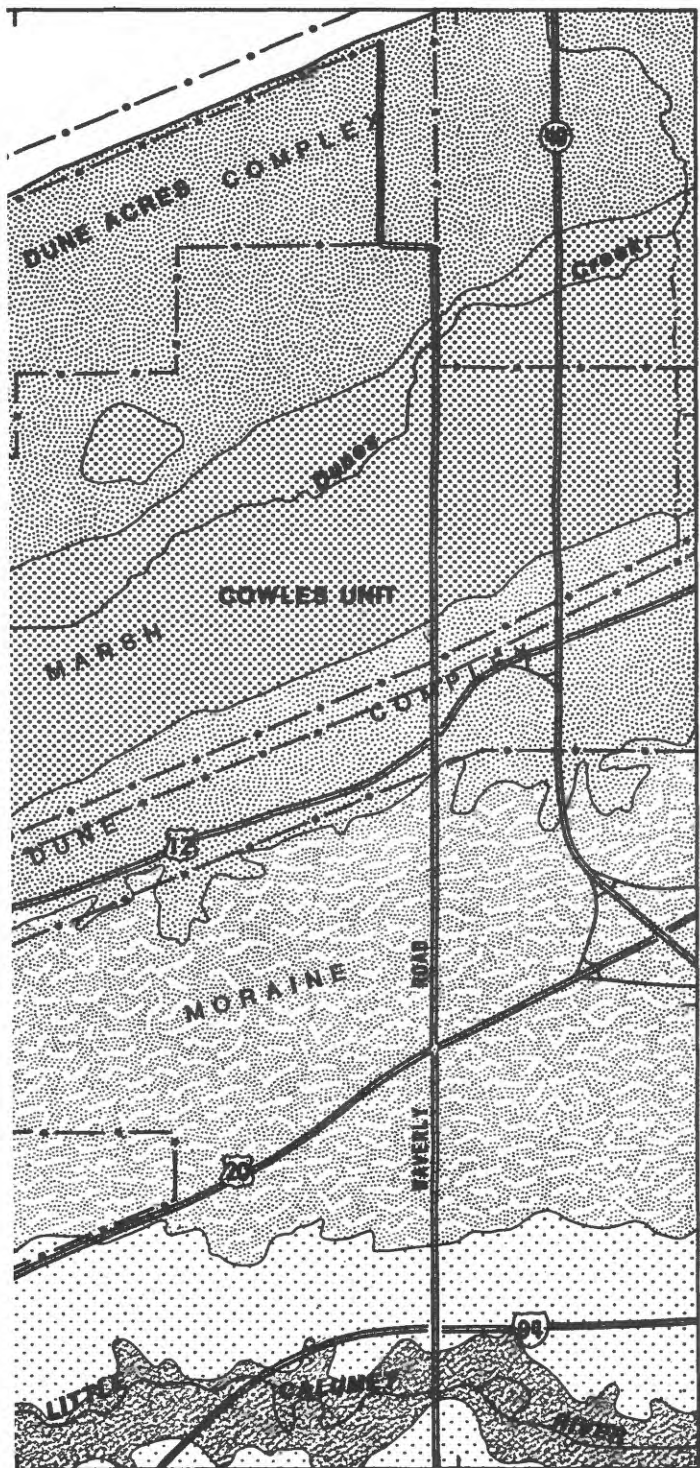 49
DUNE ACRES COMPLEX
Creek
Dunes
COWLES UNIT
MARSH
DUNE COMPLEX
12
MORAINE
WAVERLY ROAD
20
94
LITTLE CALUMET RIVER